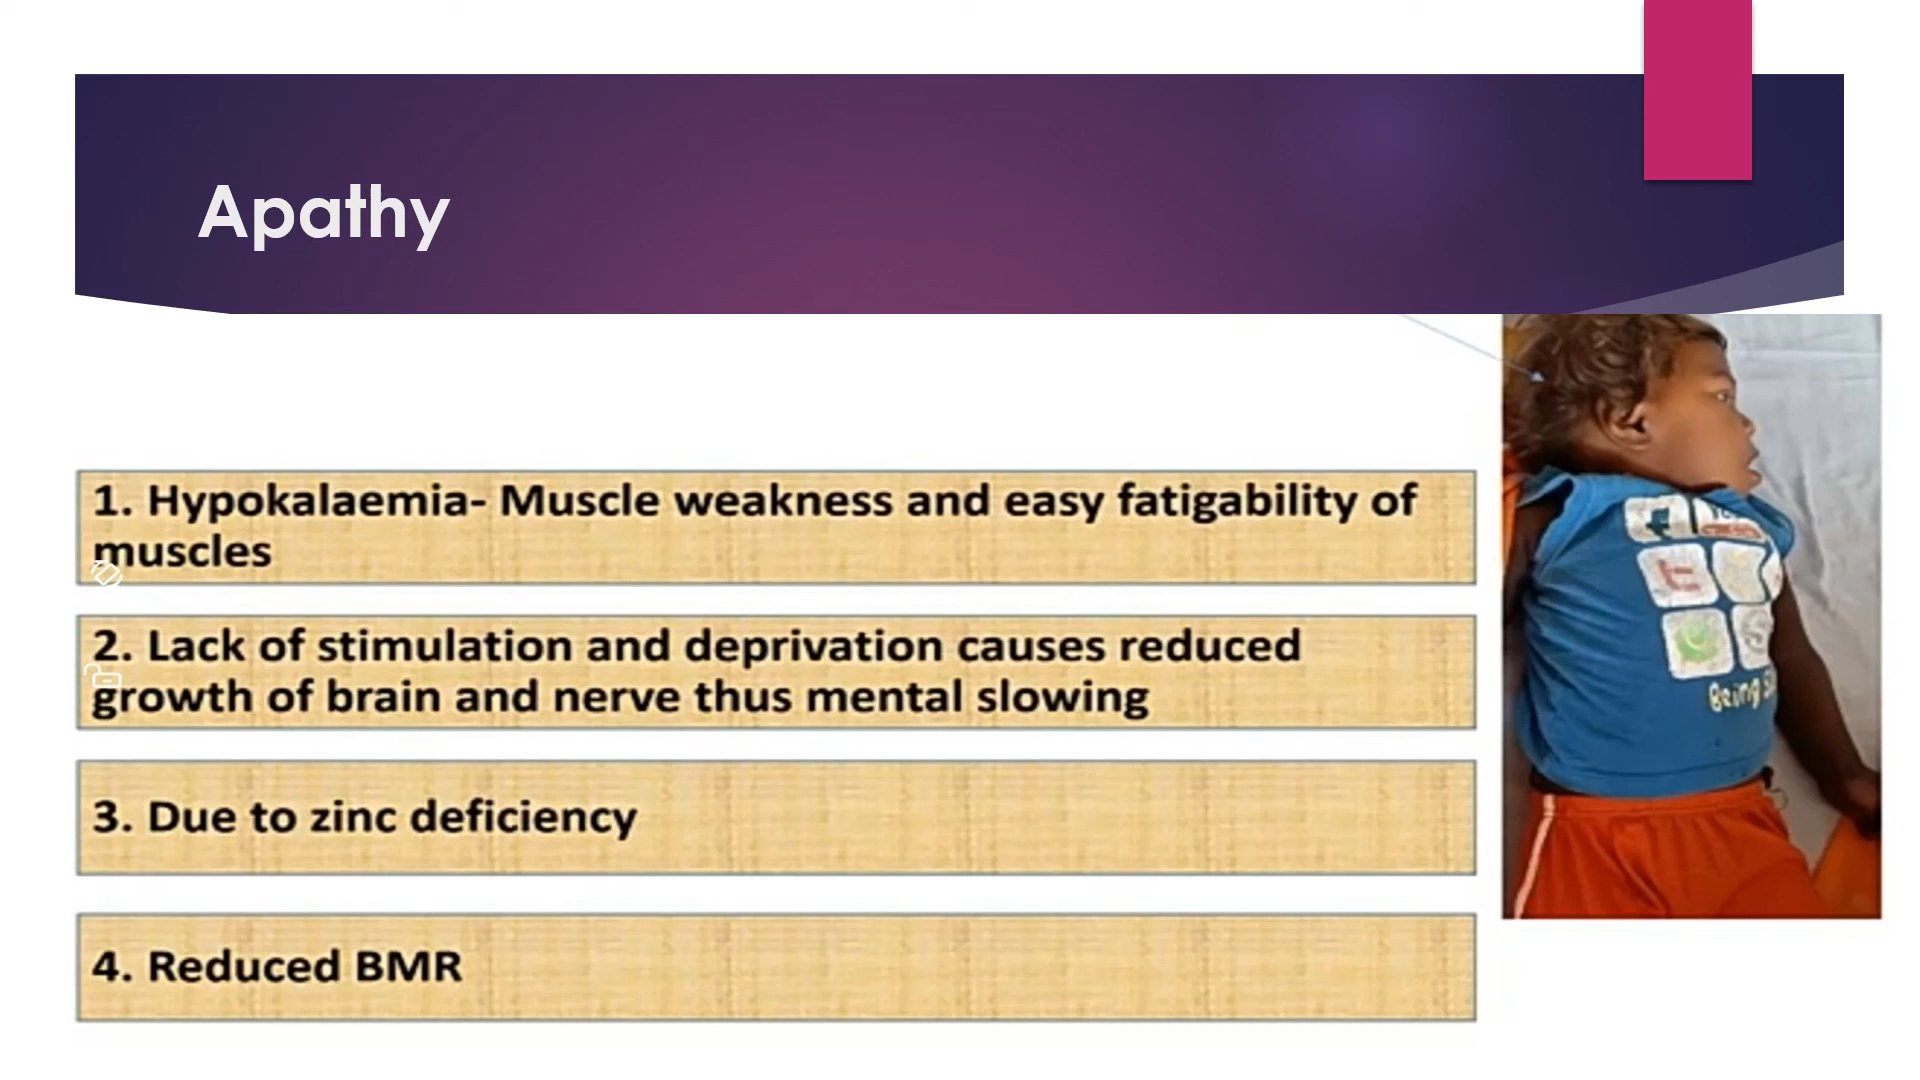 Apathy
1. Hypokalaemia- Muscle weakness and easy fatigability of
muscles
2. Lack of stimulation and deprivation causes reduced
growth of brain and nerve thus mental slowing
3. Due to zinc deficiency
4. Reduced BMR
Being